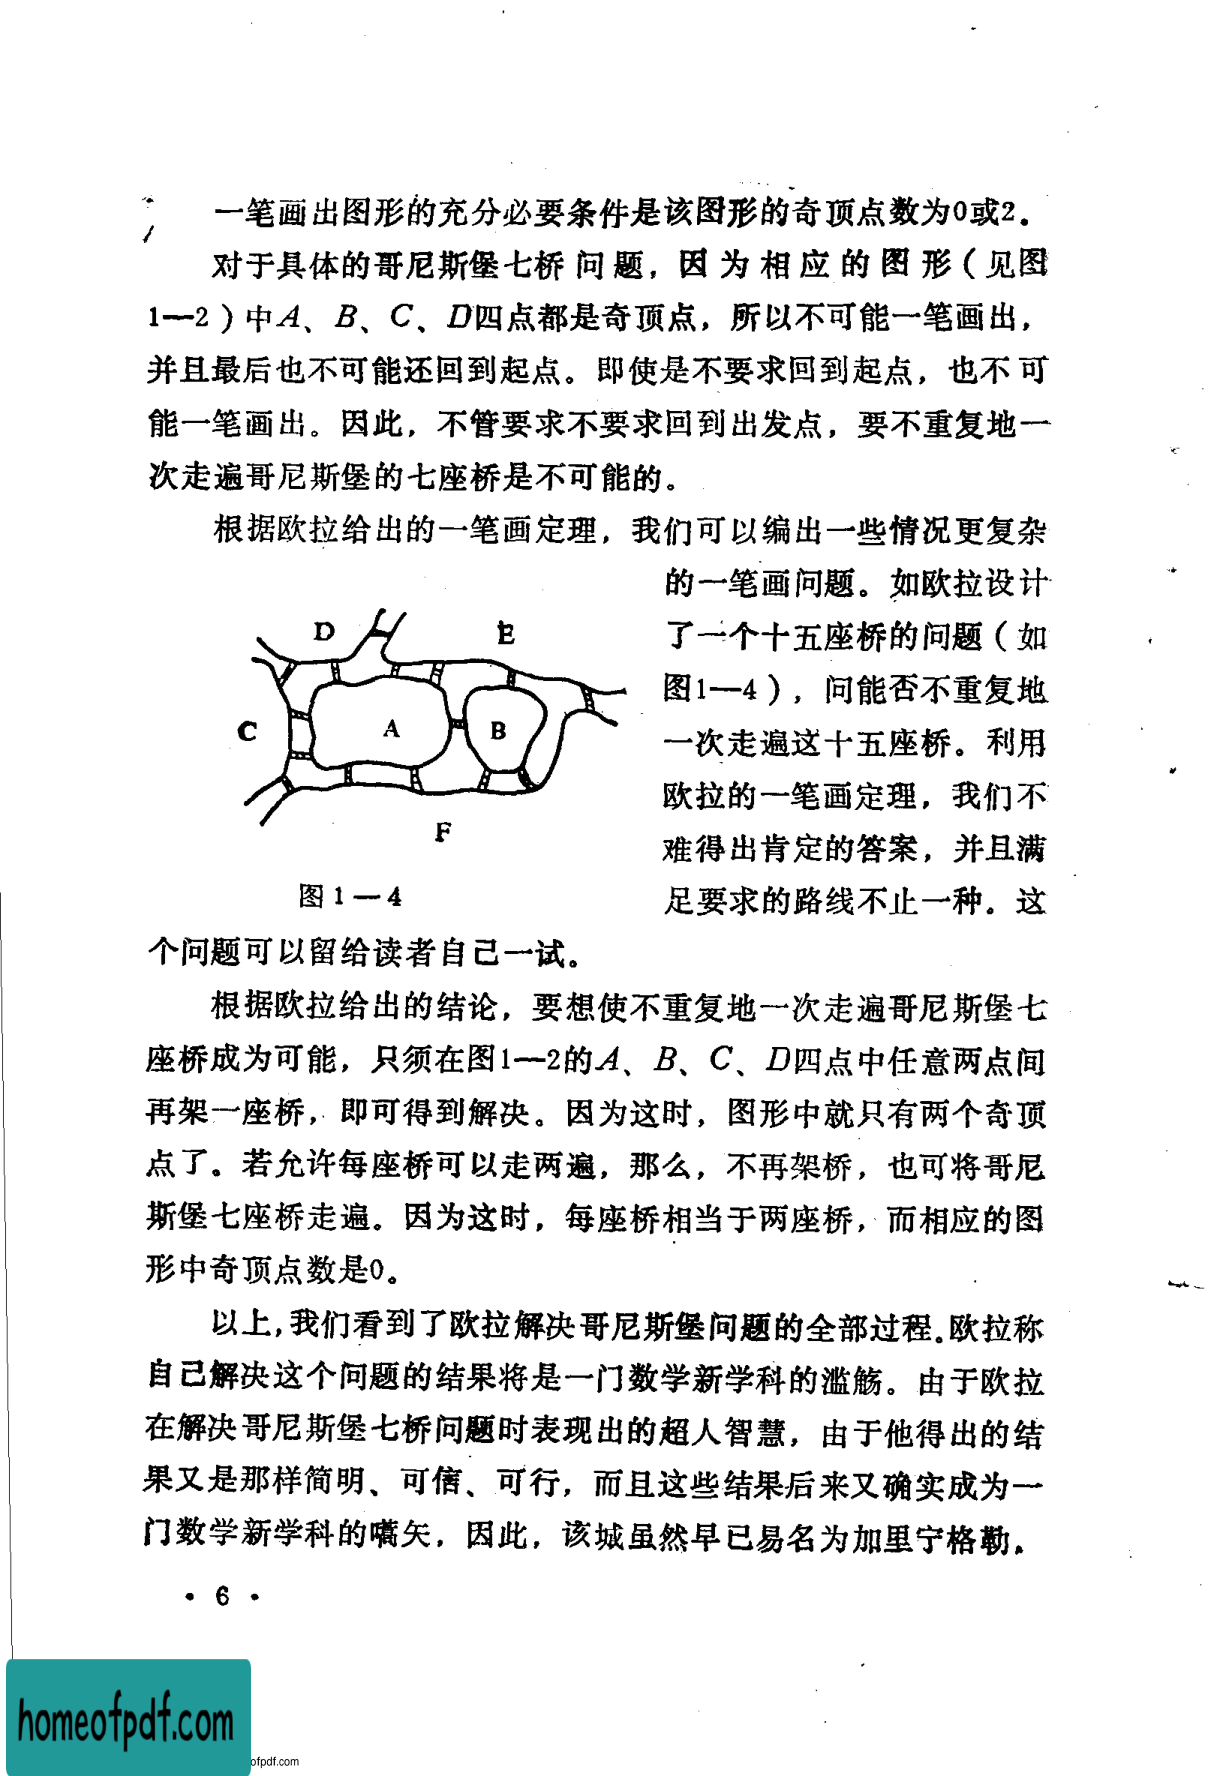 一笔画出图形的充分必要条件是该图形的奇顶点数为0或2．
对于具体的哥尼斯堡七桥问题，因为相应的图形（见图
1—2）中A、B、C、D四点都是奇顶点，所以不可能一笔画出，
并且最后也不可能还回到起点。即使是不要求回到起点，也不可
能一笔画出。因此，不管要求不要求回到出发点，要不重复地一
次走遍哥尼斯堡的七座桥是不可能的。
根据欧拉给出的一笔画定理，我们可以编出一些情况更复杂
的一笔画问题。如欧拉设计
了一个十五座桥的问题（如
图1—4），问能否不重复地
一次走遍这十五座桥。利用
欧拉的一笔画定理，我们不
难得出肯定的答案，并且满
足要求的路线不止一种。这
D
E
C
A
B
F
图1—4
个问题可以留给读者自己一试。
根据欧拉给出的结论，要想使不重复地一次走遍哥尼斯堡七
座桥成为可能，只须在图1—2的A、B、C、D四点中任意两点间
再架一座桥，即可得到解决。因为这时，图形中就只有两个奇顶
点了。若允许每座桥可以走两遍，那么，不再架桥，也可将哥尼
斯堡七座桥走遍。因为这时，每座桥相当于两座桥，而相应的图
形中奇顶点数是0。
以上，我们看到了欧拉解决哥尼斯堡问题的全部过程。欧拉称
自己解决这个问题的结果将是一门数学新学科的滥觞。由于欧拉
在解决哥尼斯堡七桥问题时表现出的超人智慧，由于他得出的结
果又是那样简明、可信、可行，而且这些结果后来又确实成为一
门数学新学科的嚆矢，因此，该城虽然早已易名为加里宁格勒，
· 6 ·
homeofpdf.com
ofpdf.com